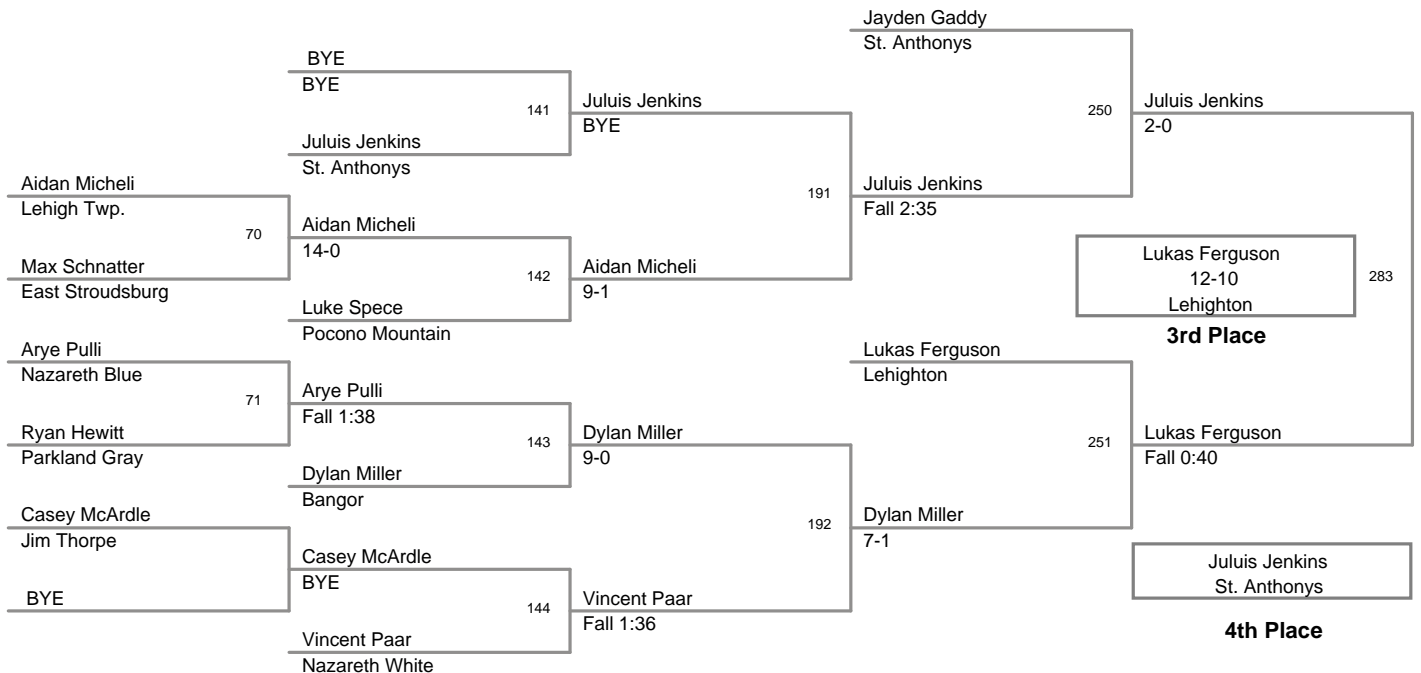 Jayden Gaddy
St. Anthonys
BYE
BYE
141
Juluis Jenkins
BYE
250
Juluis Jenkins
2-0
Juluis Jenkins
St. Anthonys
Aidan Micheli
Lehigh Twp.
191
Juluis Jenkins
Fall 2:35
70
Aidan Micheli
14-0
Max Schnatter
East Stroudsburg
142
Aidan Micheli
9-1
Lukas Ferguson
12-10
Lehighton
283
3rd Place
Luke Spece
Pocono Mountain
Arye Pulli
Nazareth Blue
Lukas Ferguson
Lehighton
71
Arye Pulli
Fall 1:38
Ryan Hewitt
Parkland Gray
143
Dylan Miller
9-0
251
Lukas Ferguson
Fall 0:40
Dylan Miller
Bangor
Casey McArdle
Jim Thorpe
192
Dylan Miller
7-1
Casey McArdle
BYE
Juluis Jenkins
St. Anthonys
4th Place
BYE
144
Vincent Paar
Fall 1:36
Vincent Paar
Nazareth White